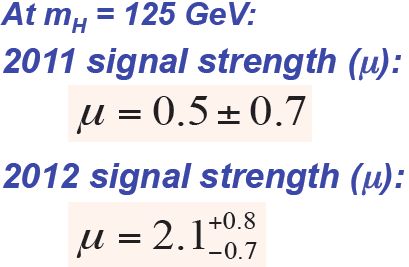 At m_H = 125 GeV:
2011 signal strength (μ):
μ = 0.5 ± 0.7
2012 signal strength (μ):
μ = 2.1 +0.8 −0.7